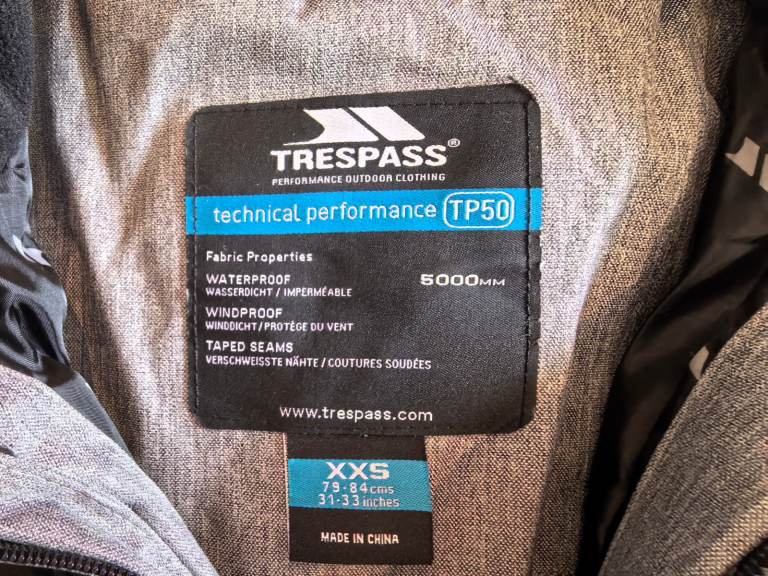 TRESPASS®
PERFORMANCE OUTDOOR CLOTHING
technical performance TP50
Fabric Properties
WATERPROOF 5000MM
WASSERDICHT / IMPERMÉABLE
WINDPROOF
WINDDICHT / PROTÈGE DU VENT
TAPED SEAMS
VERSCHWEISSTE NÄHTE / COUTURES SOUDÉES
www.trespass.com
XXS
79-84cms
31-33inches
MADE IN CHINA